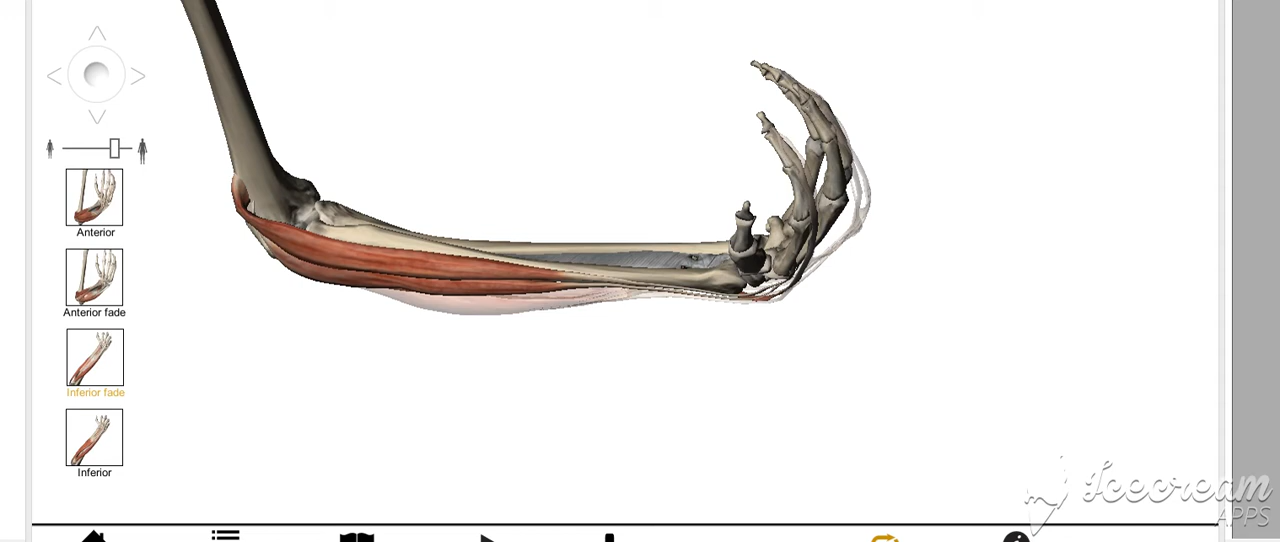 Anterior
Anterior fade
Inferior fade
Inferior
Icecream
APPS